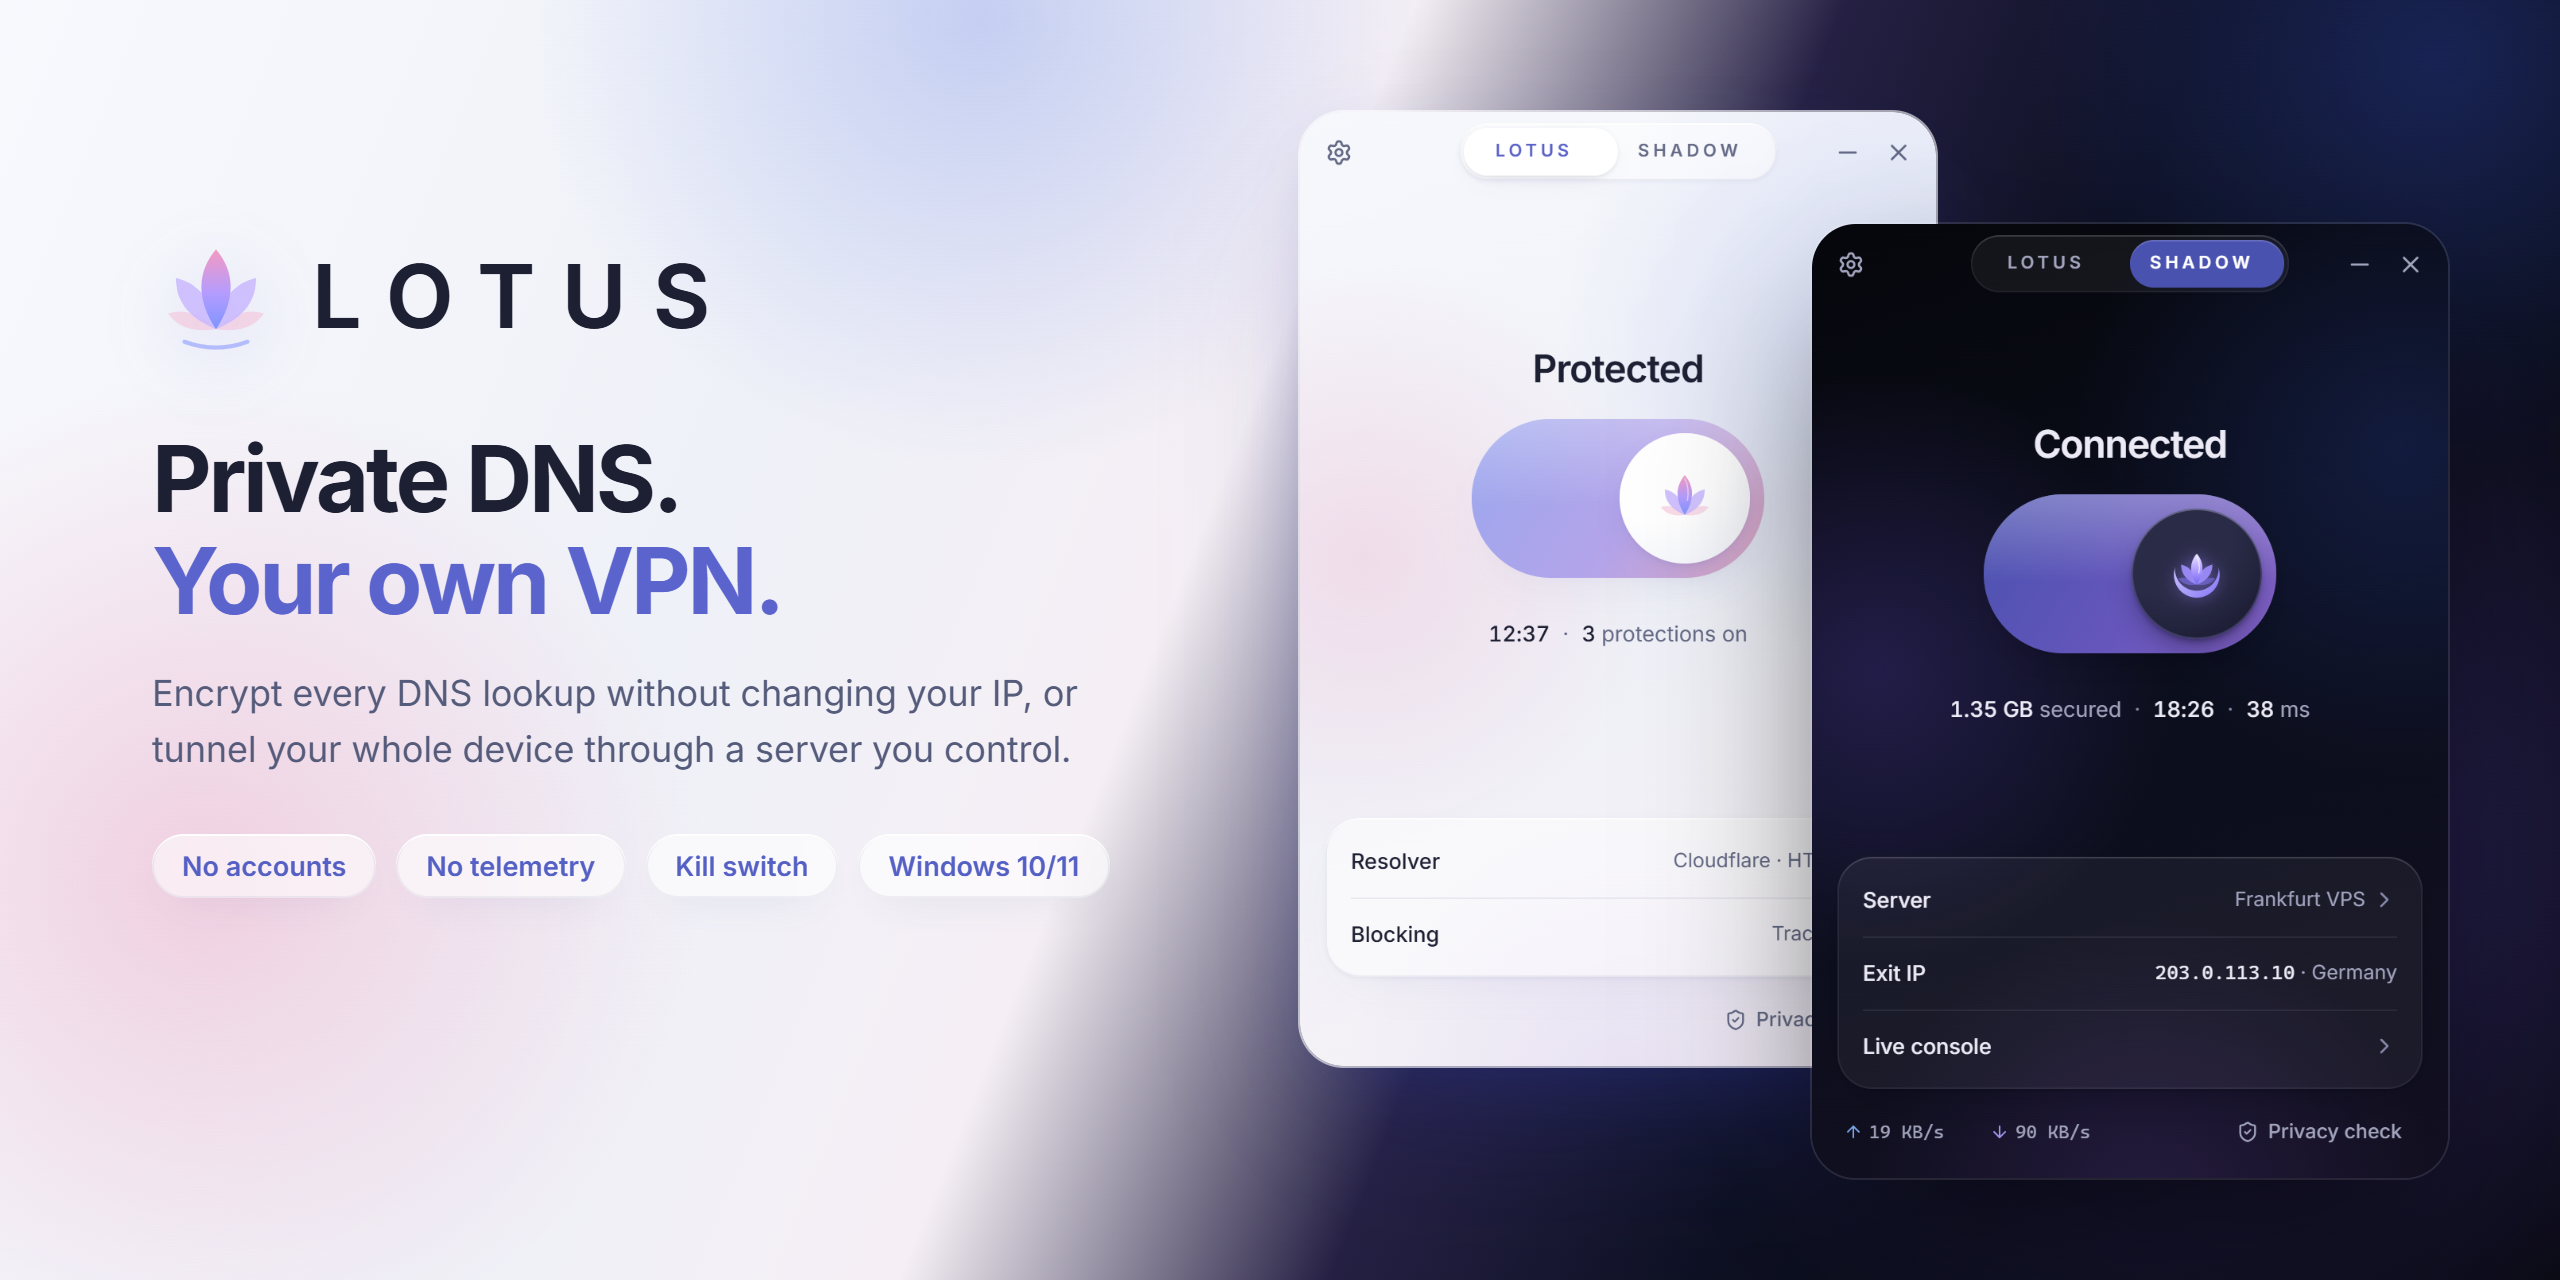 LOTUS
Private DNS.
Your own VPN.
Encrypt every DNS lookup without changing your IP, or
tunnel your whole device through a server you control.
No accounts
No telemetry
Kill switch
Windows 10/11
LOTUS SHADOW
Protected
12:37 · 3 protections on
Resolver Cloudflare · HT
Blocking Trac
Privac
LOTUS SHADOW
Connected
1.35 GB secured · 18:26 · 38 ms
Server Frankfurt VPS
Exit IP 203.0.113.10 · Germany
Live console
19 KB/s 90 KB/s Privacy check